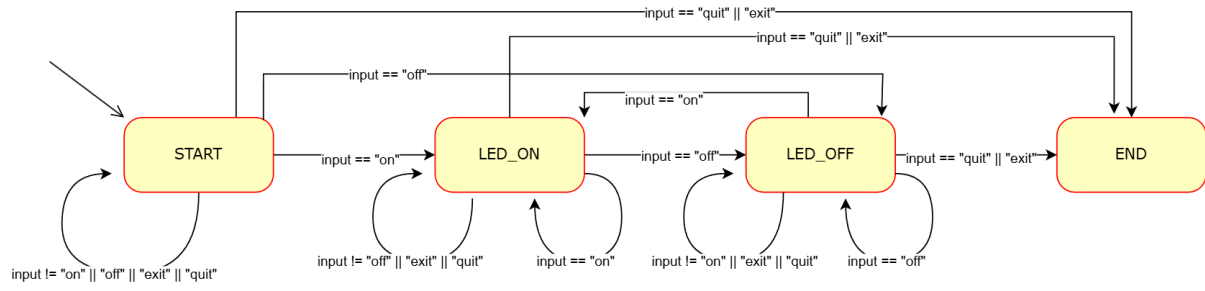 input == "quit" || "exit"
input == "quit" || "exit"
input == "off"
input == "on"
START
input == "on"
LED_ON
input == "off"
LED_OFF
input == "quit" || "exit"
END
input != "on" || "off" || "exit" || "quit"
input != "off" || "exit" || "quit"
input == "on"
input != "on" || "exit" || "quit"
input == "off"